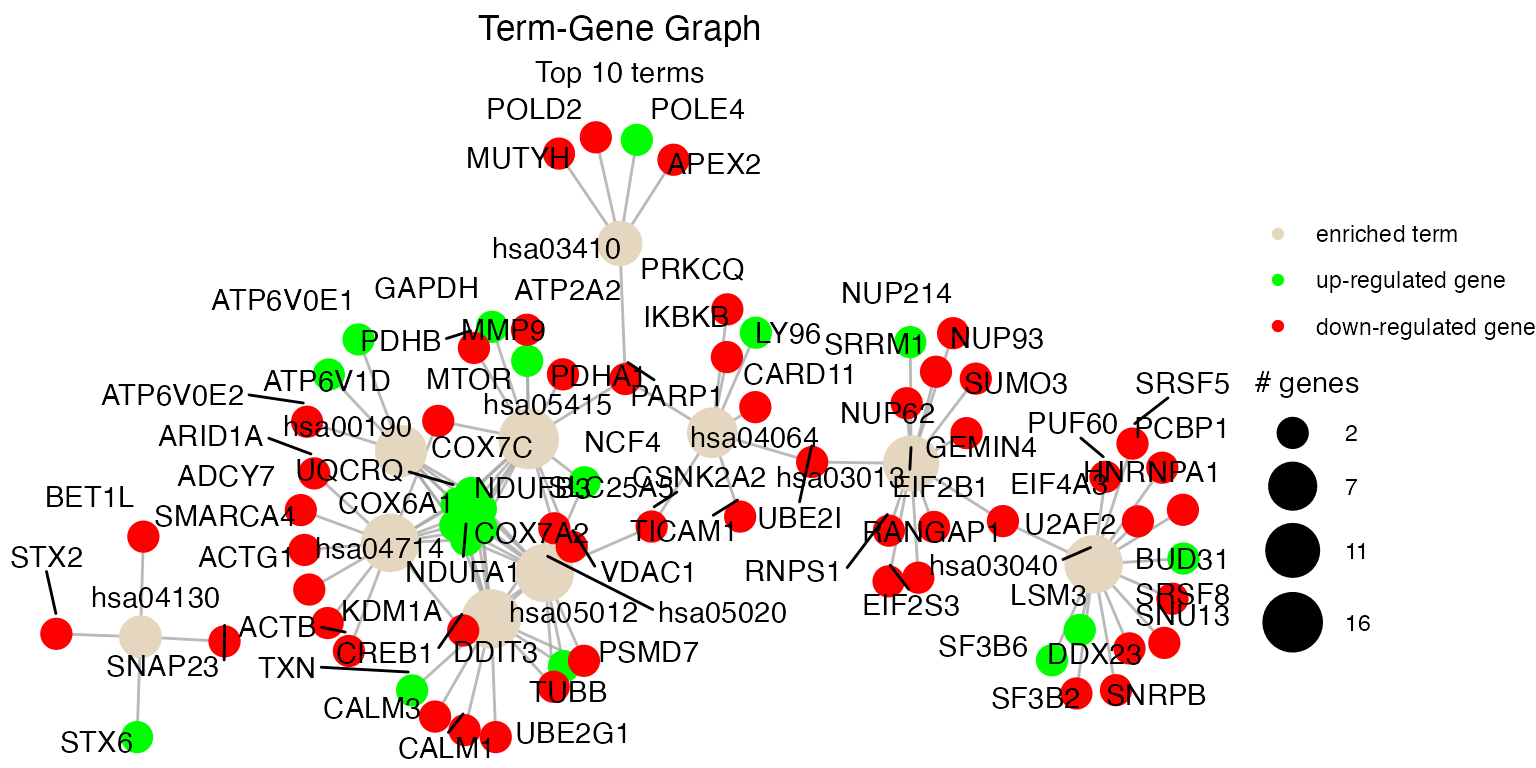 Term-Gene Graph
Top 10 terms
POLD2
POLE4
MUTYH
APEX2
hsa03410
PRKCQ
GAPDH
ATP2A2
ATP6V0E1
NUP214
IKBKB
LY96
PDHB
MMP9
SRRM1
NUP93
ATP6V1D
MTOR
PDHA1
CARD11
SUMO3
SRSF5
ATP6V0E2
PARP1
hsa05415
NUP62
PUF60
PCBP1
hsa00190
ARID1A
COX7C
NCF4
hsa04064
GEMIN4
UQCRQ
ADCY7
CSNK2A2
hsa03013
HNRNPA1
NDUFB3
SLC25A5
EIF2B1
EIF4A3
BET1L
COX6A1
SMARCA4
UBE2I
U2AF2
COX7A2
TICAM1
RANGAP1
STX2
ACTG1
hsa04714
NDUFA1
VDAC1
RNPS1
hsa03040
BUD31
hsa04130
KDM1A
hsa05012
hsa05020
EIF2S3
LSM3
SRSF8
SNU13
ACTB
SNAP23
TXN
CREB1
DDIT3
PSMD7
SF3B6
DDX23
TUBB
SF3B2
SNRPB
CALM3
STX6
CALM1
UBE2G1
enriched term
up-regulated gene
down-regulated gene
# genes
2
7
11
16